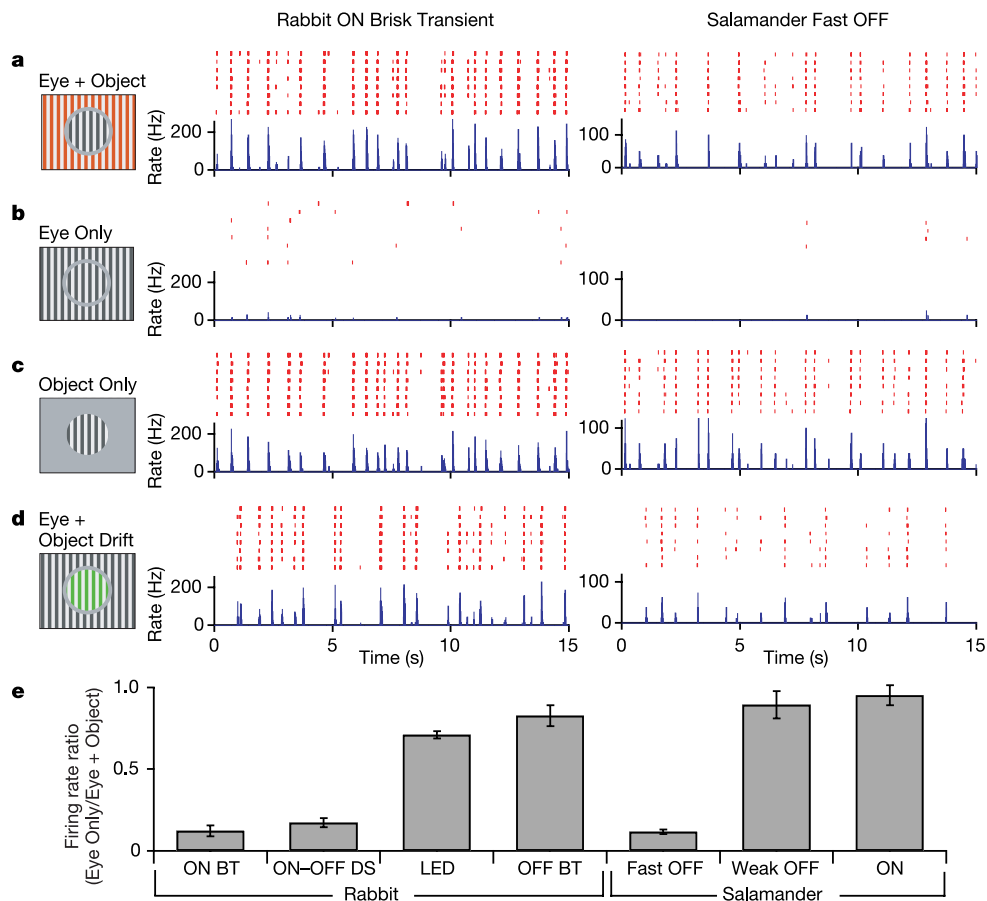 Rabbit ON Brisk Transient
Salamander Fast OFF
a
Eye + Object
Rate (Hz)
200
0
100
0
b
Eye Only
Rate (Hz)
200
0
100
0
c
Object Only
Rate (Hz)
200
0
100
0
d
Eye +
Object Drift
Rate (Hz)
200
0
100
0
0 5 10 15
Time (s)
0 5 10 15
Time (s)
e
Firing rate ratio
(Eye Only/Eye + Object)
1.0
0.5
0
ON BT ON–OFF DS LED OFF BT Fast OFF Weak OFF ON
Rabbit Salamander